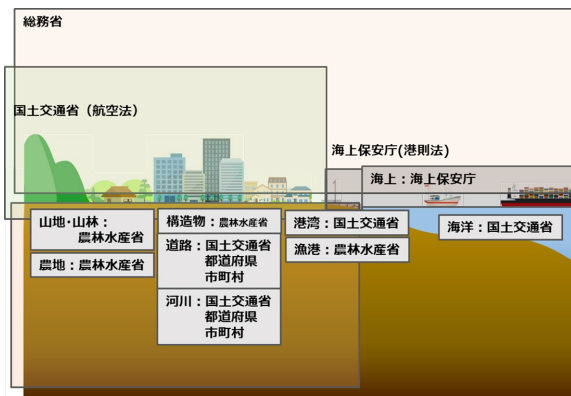 総務省
国土交通省（航空法）
海上保安庁(港則法)
海上：海上保安庁
山地･山林：
農林水産省
農地：農林水産省
構造物：農林水産省
道路：国土交通省
都道府県
市町村
河川：国土交通省
都道府県
市町村
港湾：国土交通省
漁港：農林水産省
海洋：国土交通省